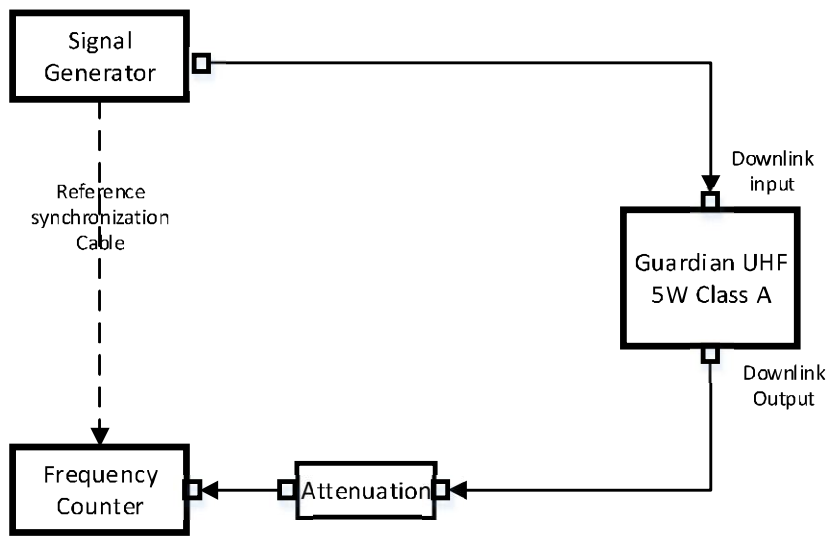 Signal
Generator
Downlink
input
Reference
synchronization
Cable
Guardian UHF
5W Class A
Downlink
Output
Frequency
Counter
Attenuation